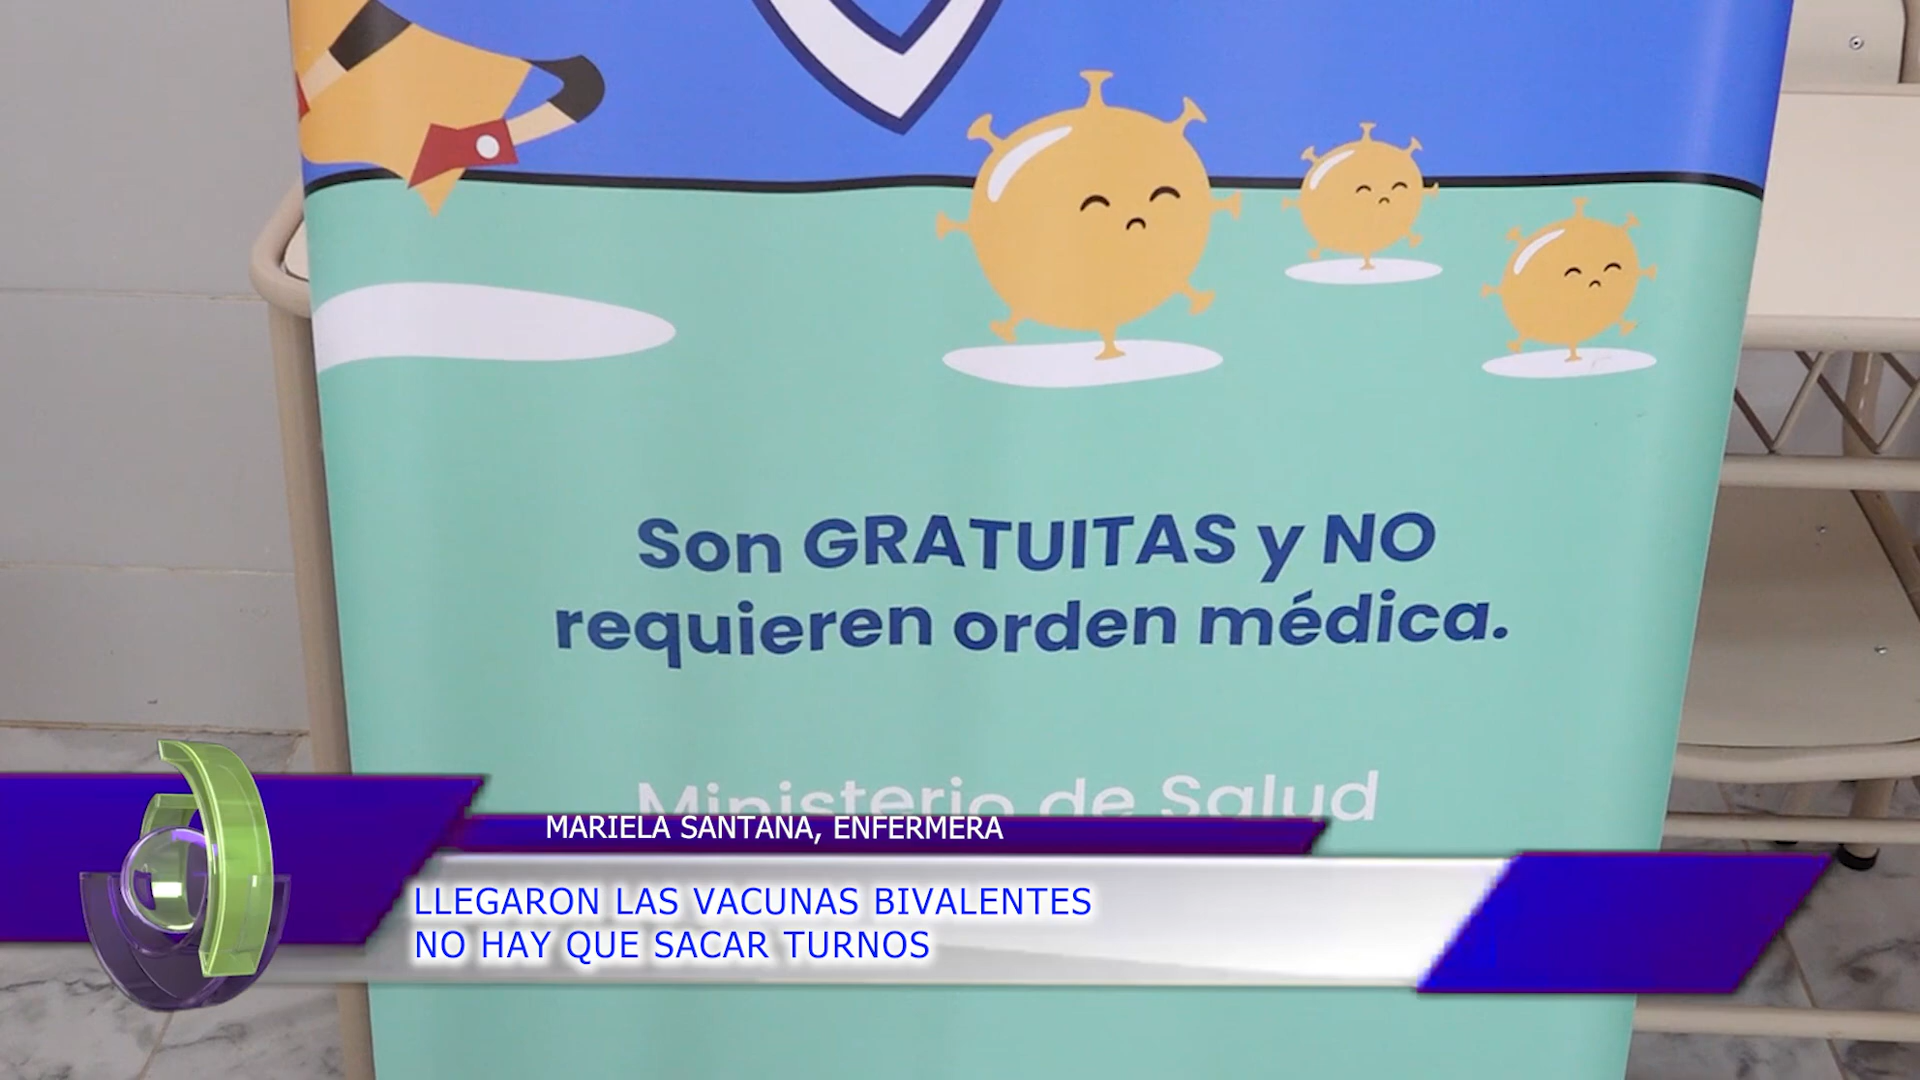 Son GRATUITAS y NO
requieren orden médica.
Ministerio de Salud
MARIELA SANTANA, ENFERMERA
LLEGARON LAS VACUNAS BIVALENTES
NO HAY QUE SACAR TURNOS